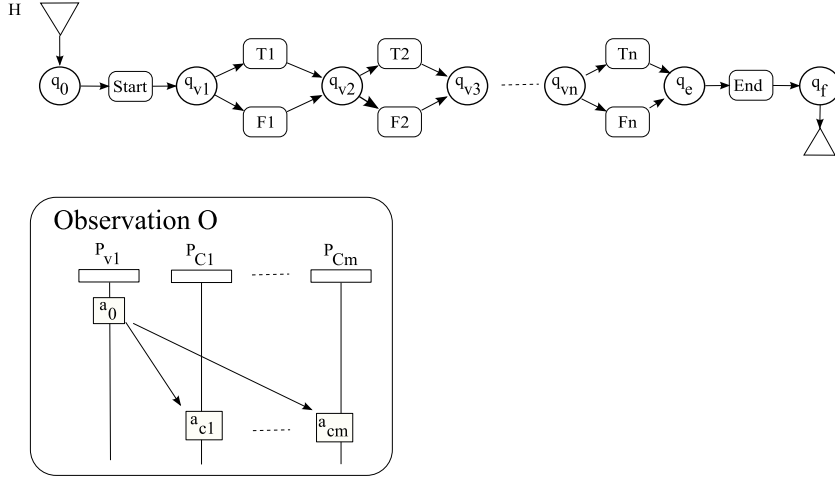 H
T1 T2 Tn
q0 Start qv1 qv2 qv3 qvn qe End qf
F1 F2 Fn
Observation O
Pv1 PC1 PCm
a0
ac1 acm